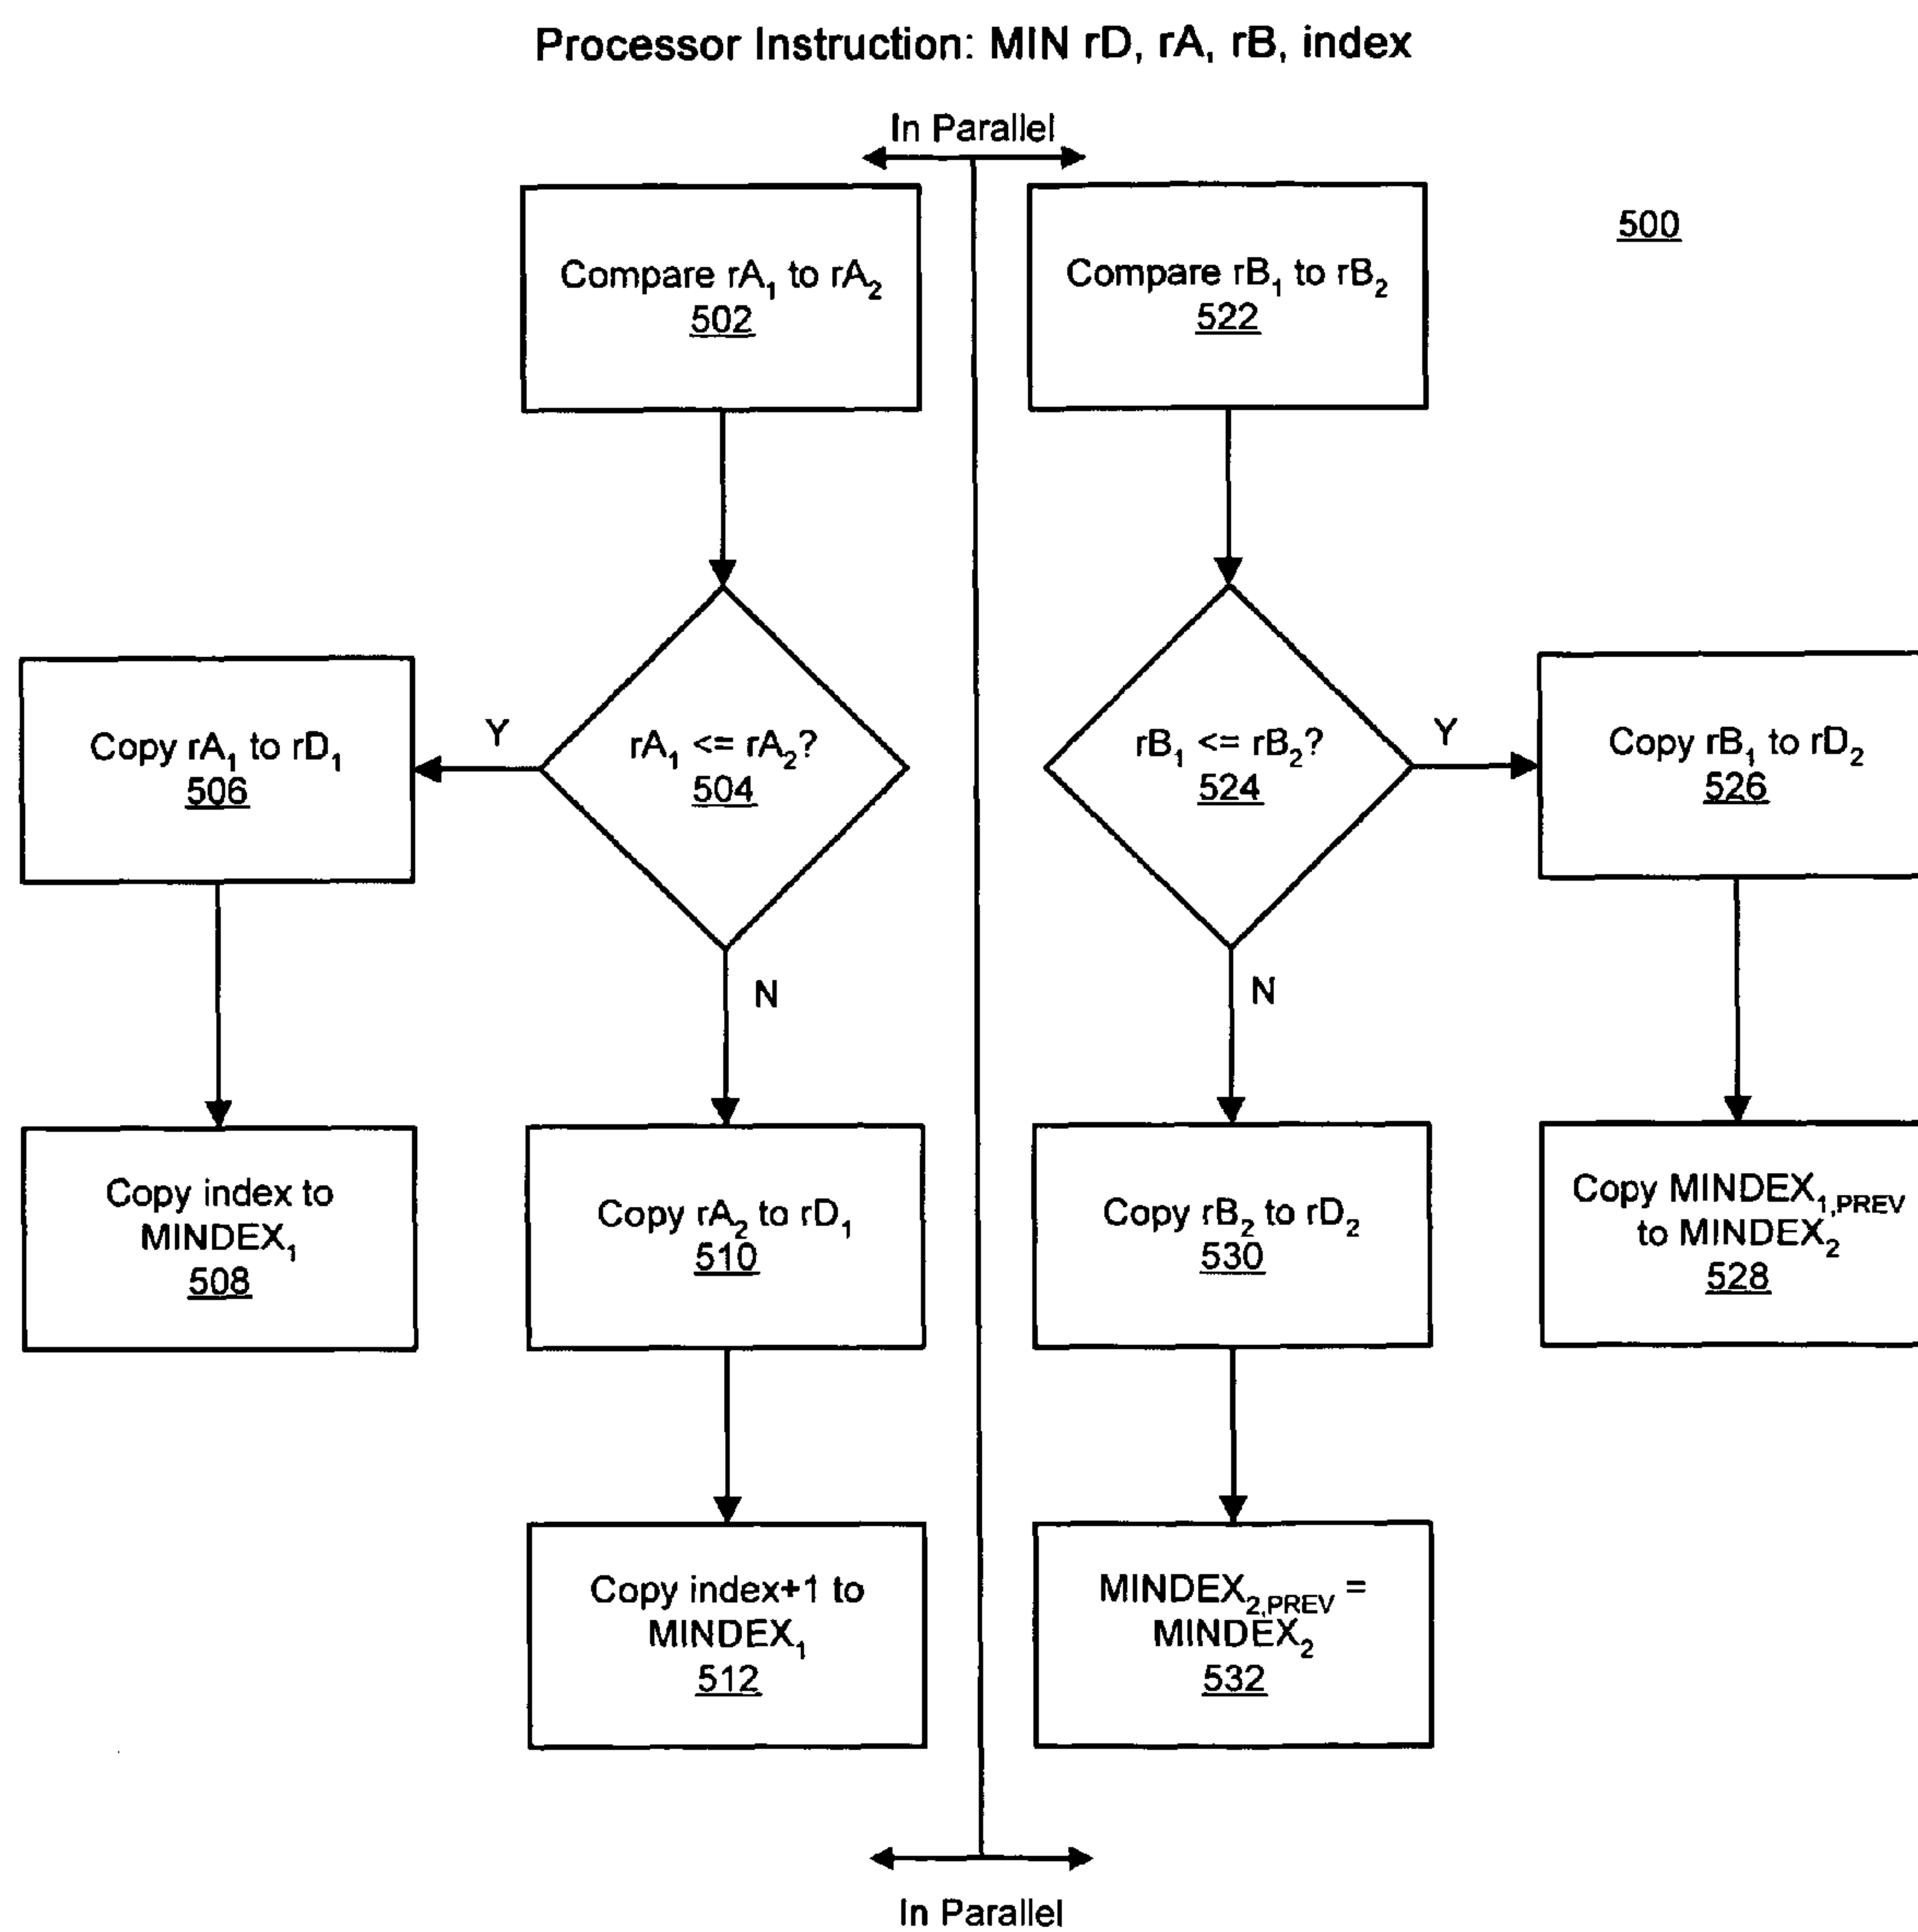 Processor Instruction: MIN rD, rA, rB, index
In Parallel
500
Compare rA₁ to rA₂
502
Compare rB₁ to rB₂
522
Copy rA₁ to rD₁
506
Y
rA₁ <= rA₂?
504
N
rB₁ <= rB₂?
524
Y
N
Copy rB₁ to rD₂
526
Copy index to
MINDEX₁
508
Copy rA₂ to rD₁
510
Copy rB₂ to rD₂
530
Copy MINDEX₁,PREV
to MINDEX₂
528
Copy index+1 to
MINDEX₁
512
MINDEX₂,PREV =
MINDEX₂
532
In Parallel